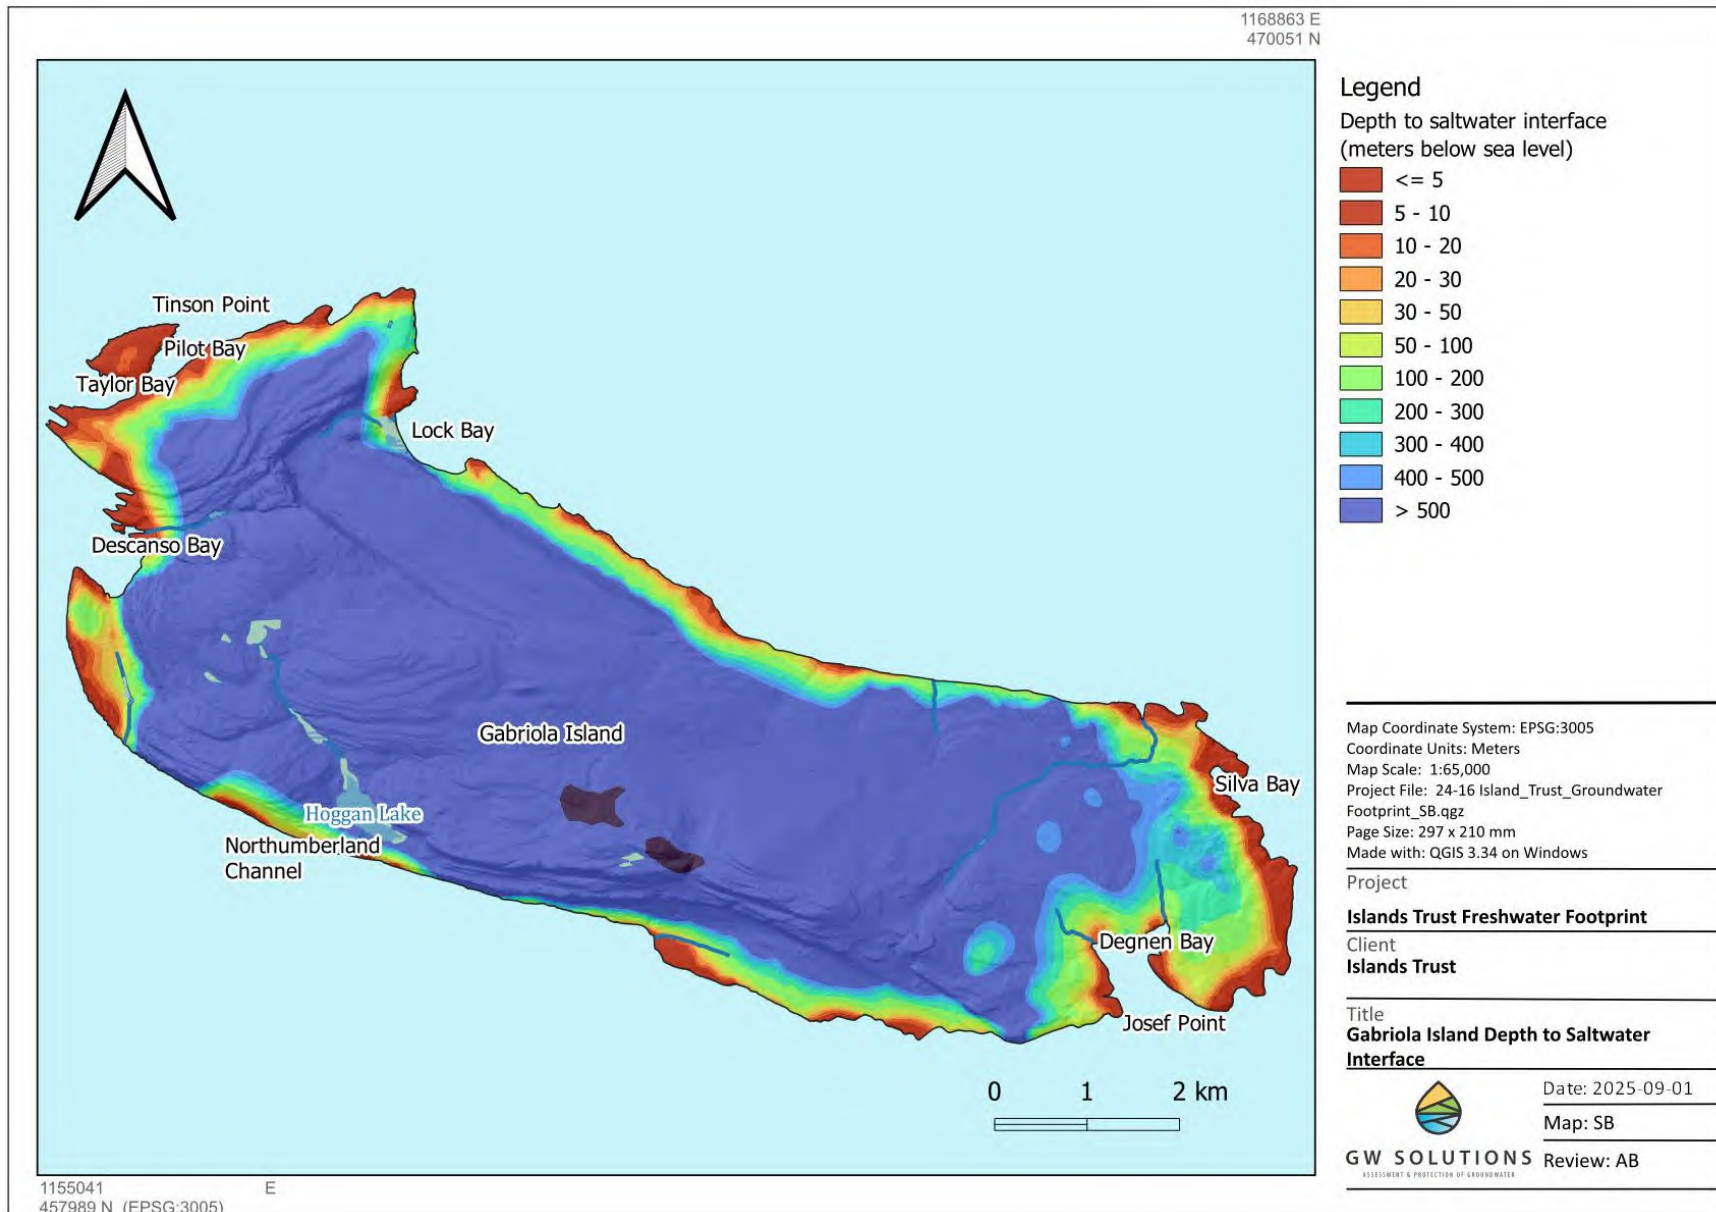 1168863 E
470051 N
Legend
Depth to saltwater interface
(meters below sea level)
<= 5
5 - 10
10 - 20
20 - 30
30 - 50
50 - 100
100 - 200
200 - 300
300 - 400
400 - 500
> 500
Tinson Point
Pilot Bay
Taylor Bay
Lock Bay
Descanso Bay
Gabriola Island
Silva Bay
Hoggan Lake
Northumberland
Channel
Degnen Bay
Josef Point
0 1 2 km
Map Coordinate System: EPSG:3005
Coordinate Units: Meters
Map Scale: 1:65,000
Project File: 24-16 Island_Trust_Groundwater
Footprint_SB.qgz
Page Size: 297 x 210 mm
Made with: QGIS 3.34 on Windows
Project
Islands Trust Freshwater Footprint
Client
Islands Trust
Title
Gabriola Island Depth to Saltwater
Interface
Date: 2025-09-01
Map: SB
Review: AB
GW SOLUTIONS
ASSESSMENT & PROTECTION OF GROUNDWATER
1155041 E
457989 N (EPSG:3005)